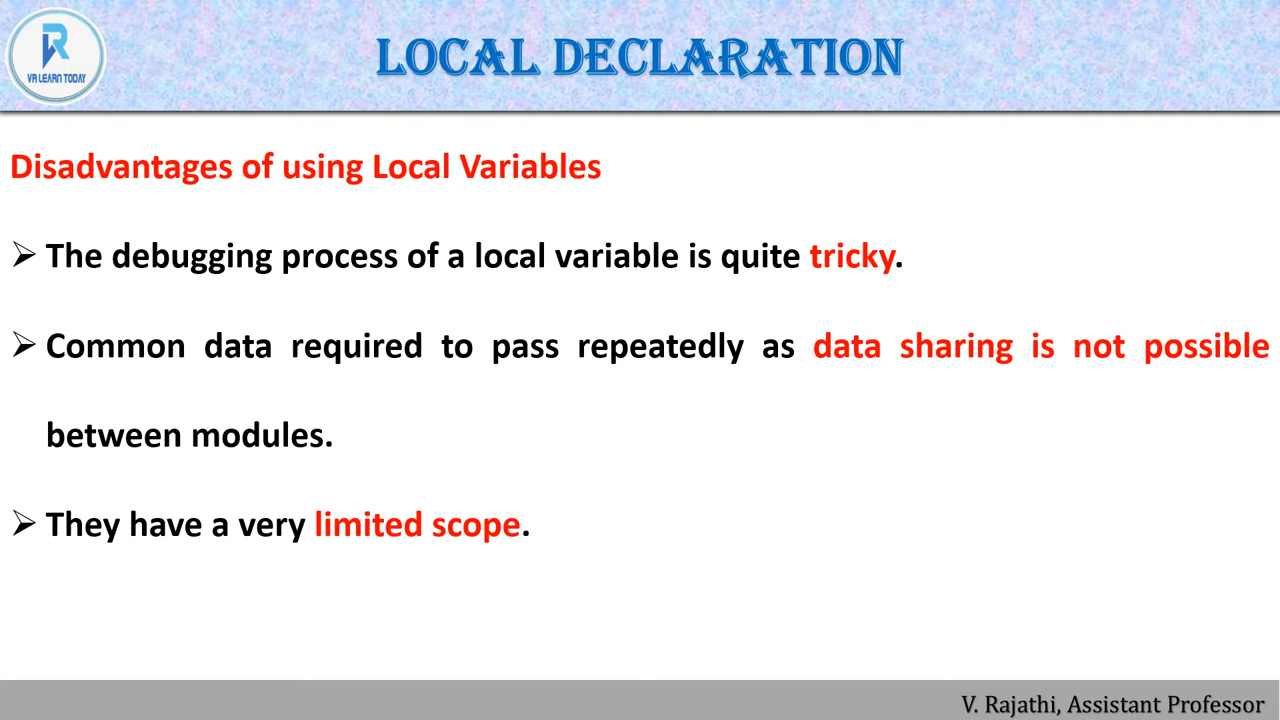 VR LEARN TODAY
LOCAL DECLARATION
Disadvantages of using Local Variables
➢ The debugging process of a local variable is quite tricky.
➢ Common data required to pass repeatedly as data sharing is not possible
between modules.
➢ They have a very limited scope.
V. Rajathi, Assistant Professor